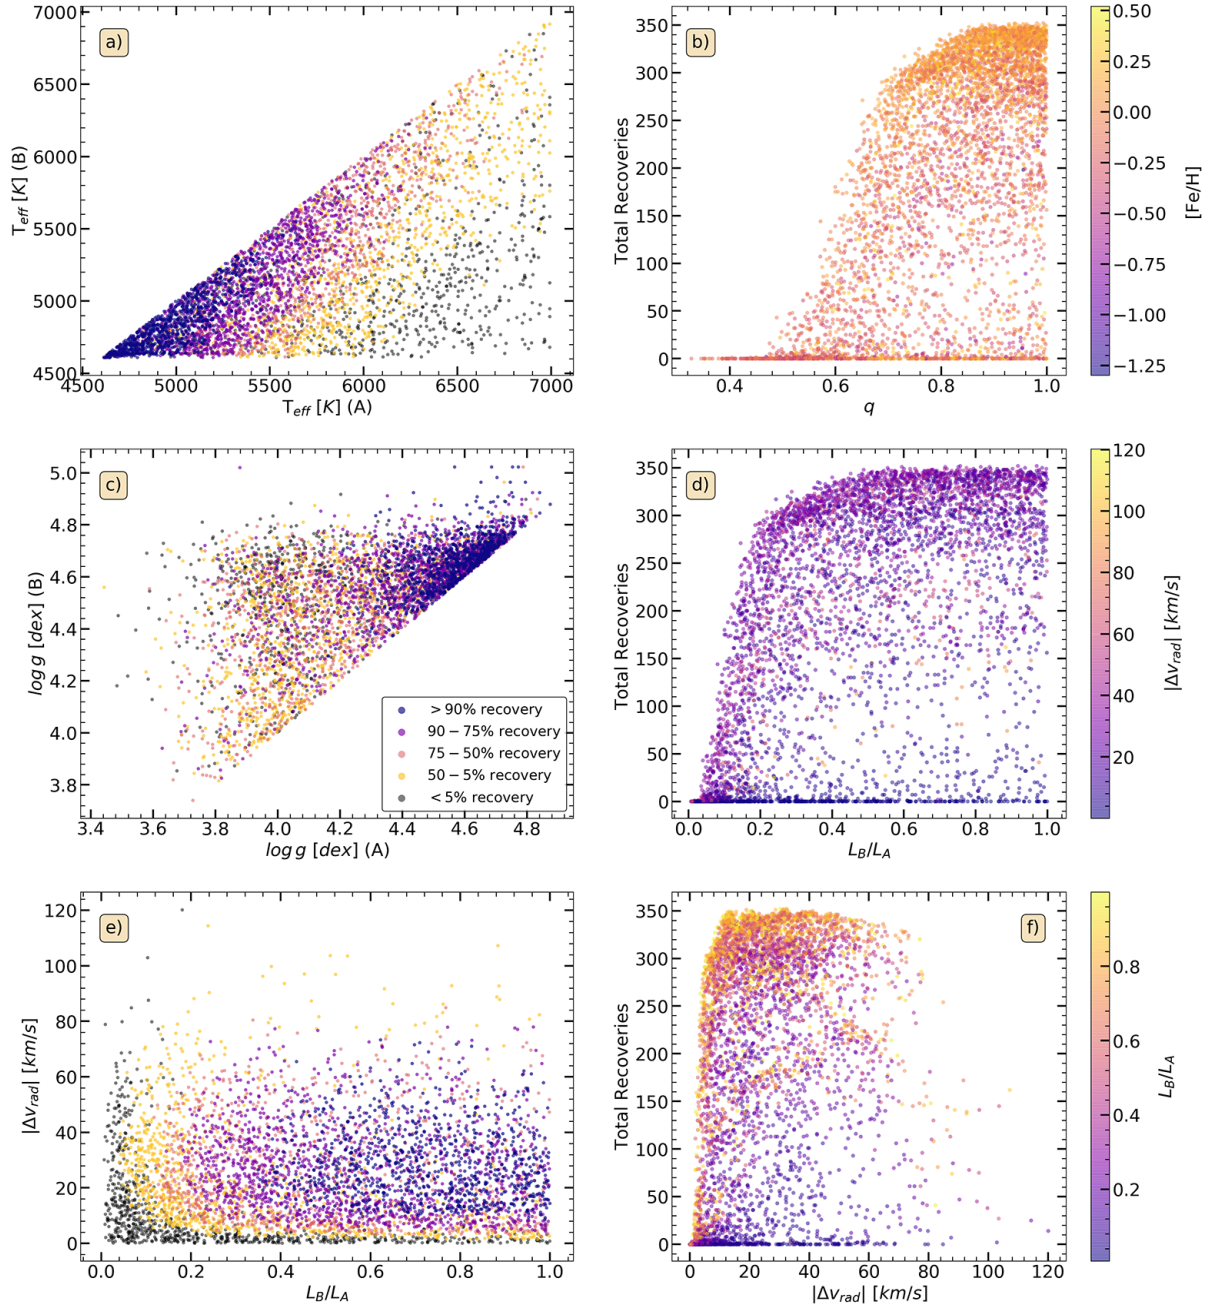 a)
7000
6500
6000
5500
5000
4500
T_eff [K] (B)
4500 5000 5500 6000 6500 7000
T_eff [K] (A)
b)
350
300
250
200
150
100
50
0
Total Recoveries
0.4 0.6 0.8 1.0
q
0.50
0.25
0.00
−0.25
−0.50
−0.75
−1.00
−1.25
[Fe/H]
c)
5.0
4.8
4.6
4.4
4.2
4.0
3.8
log g [dex] (B)
> 90% recovery
90 − 75% recovery
75 − 50% recovery
50 − 5% recovery
< 5% recovery
3.4 3.6 3.8 4.0 4.2 4.4 4.6 4.8
log g [dex] (A)
d)
350
300
250
200
150
100
50
0
Total Recoveries
0.0 0.2 0.4 0.6 0.8 1.0
L_B/L_A
120
100
80
60
40
20
|Δv_rad| [km/s]
e)
120
100
80
60
40
20
0
|Δv_rad| [km/s]
0.0 0.2 0.4 0.6 0.8 1.0
L_B/L_A
f)
350
300
250
200
150
100
50
0
Total Recoveries
0 20 40 60 80 100 120
|Δv_rad| [km/s]
0.8
0.6
0.4
0.2
L_B/L_A